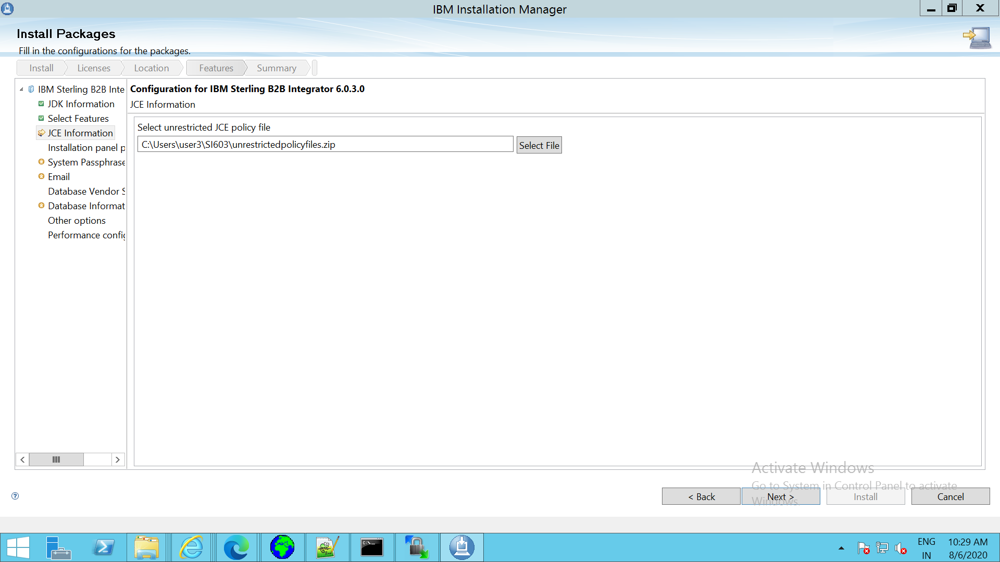 IBM Installation Manager
Install Packages
Fill in the configurations for the packages.
Install Licenses Location Features Summary
IBM Sterling B2B Inte
JDK Information
Select Features
JCE Information
Installation panel p
System Passphrase
Email
Database Vendor S
Database Informat
Other options
Performance config
Configuration for IBM Sterling B2B Integrator 6.0.3.0
JCE Information
Select unrestricted JCE policy file
C:\Users\user3\SI603\unrestrictedpolicyfiles.zip Select File
Activate Windows
Go to System in Control Panel to activate
Windows.
< Back Next > Install Cancel
C:\_
ENG
IN
10:29 AM
8/6/2020